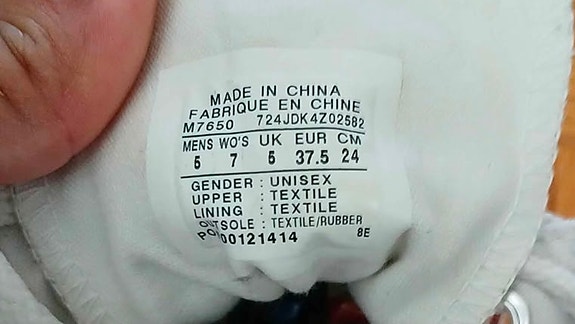 MADE IN CHINA
FABRIQUE EN CHINE
M7650 724JDK4Z02582
MENS WO'S UK EUR CM
5 7 5 37.5 24
GENDER : UNISEX
UPPER : TEXTILE
LINING : TEXTILE
OUTSOLE : TEXTILE/RUBBER
00121414 8E